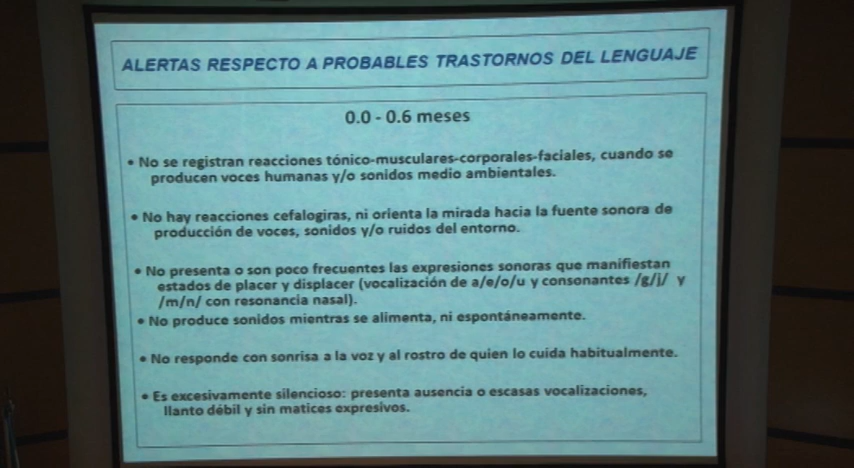 ALERTAS RESPECTO A PROBABLES TRASTORNOS DEL LENGUAJE
0.0 - 0.6 meses
• No se registran reacciones tónico-musculares-corporales-faciales, cuando se
producen voces humanas y/o sonidos medio ambientales.
• No hay reacciones cefalogiras, ni orienta la mirada hacia la fuente sonora de
producción de voces, sonidos y/o ruidos del entorno.
• No presenta o son poco frecuentes las expresiones sonoras que manifiestan
estados de placer y displacer (vocalización de a/e/o/u y consonantes /g/j/ y
/m/n/ con resonancia nasal).
• No produce sonidos mientras se alimenta, ni espontáneamente.
• No responde con sonrisa a la voz y al rostro de quien lo cuida habitualmente.
• Es excesivamente silencioso: presenta ausencia o escasas vocalizaciones,
llanto débil y sin matices expresivos.